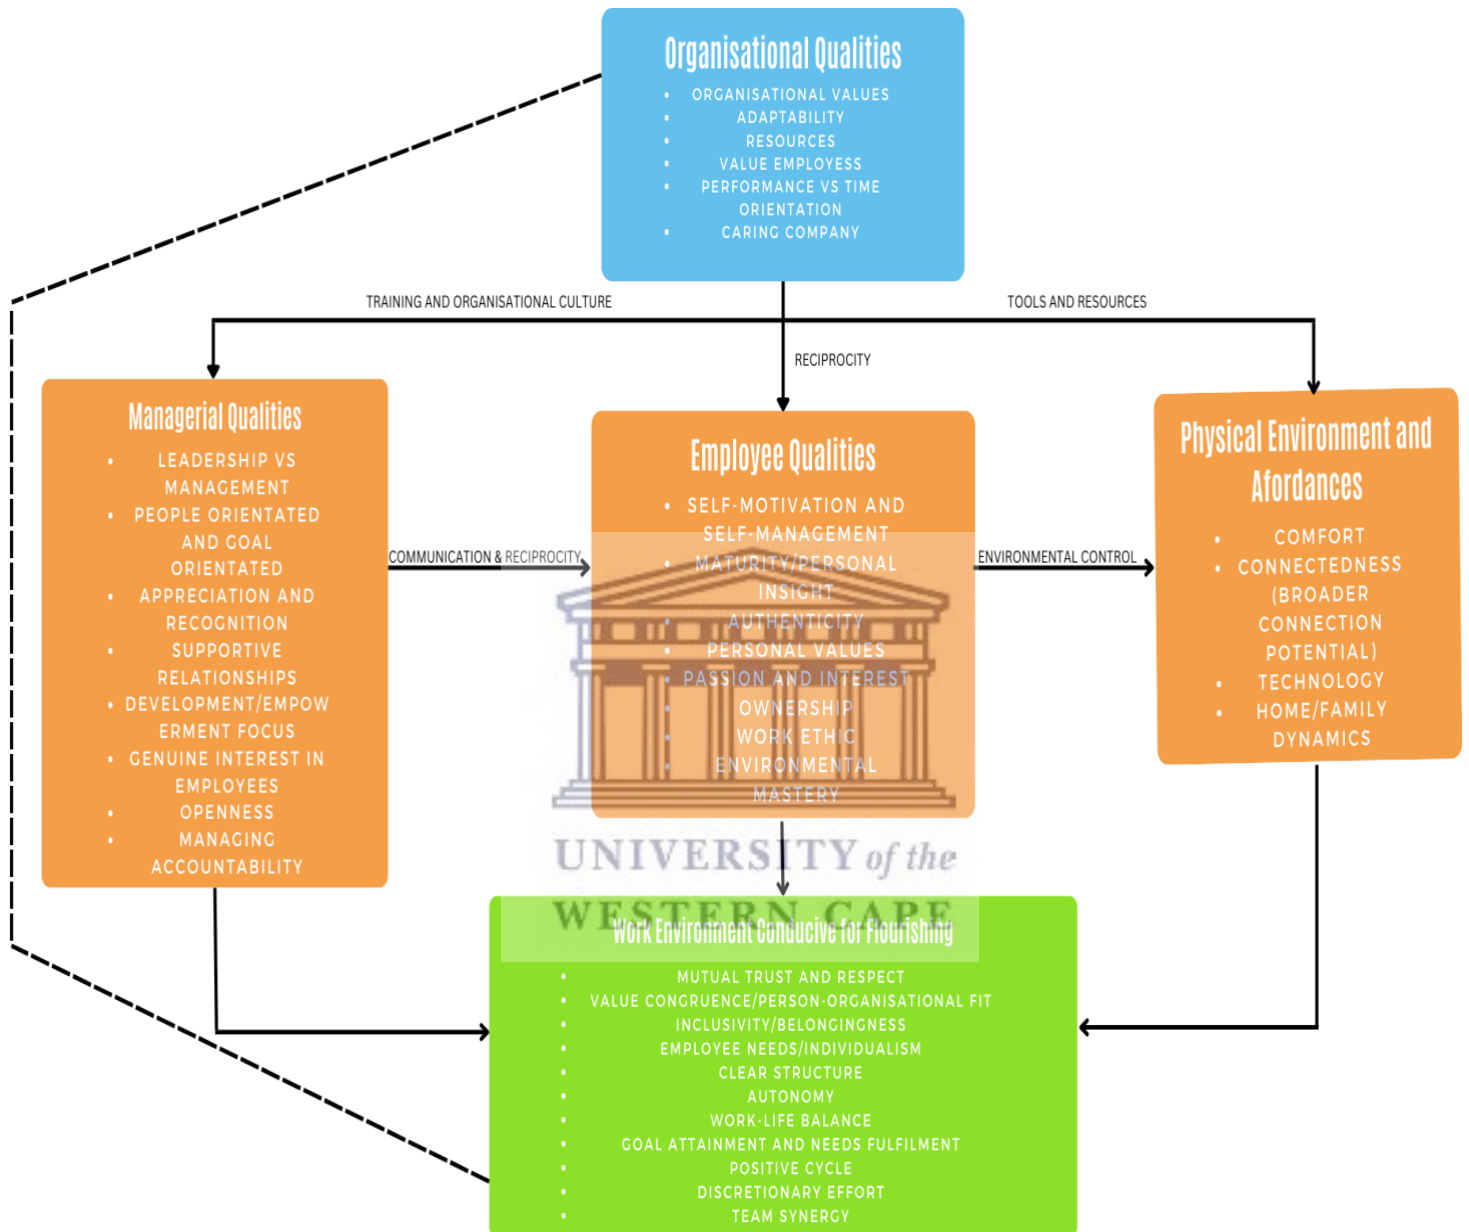 Organisational Qualities
• ORGANISATIONAL VALUES
• ADAPTABILITY
• RESOURCES
• VALUE EMPLOYESS
• PERFORMANCE VS TIME
ORIENTATION
• CARING COMPANY
TRAINING AND ORGANISATIONAL CULTURE
TOOLS AND RESOURCES
RECIPROCITY
Managerial Qualities
• LEADERSHIP VS
MANAGEMENT
• PEOPLE ORIENTATED
AND GOAL
ORIENTATED
• APPRECIATION AND
RECOGNITION
• SUPPORTIVE
RELATIONSHIPS
• DEVELOPMENT/EMPOW
ERMENT FOCUS
• GENUINE INTEREST IN
EMPLOYEES
• OPENNESS
• MANAGING
ACCOUNTABILITY
COMMUNICATION & RECIPROCITY
Employee Qualities
• SELF-MOTIVATION AND
SELF-MANAGEMENT
• MATURITY/PERSONAL
INSIGHT
• AUTHENTICITY
• PERSONAL VALUES
• PASSION AND INTEREST
• OWNERSHIP
• WORK ETHIC
• ENVIRONMENTAL
MASTERY
ENVIRONMENTAL CONTROL
Physical Environment and
Afordances
• COMFORT
• CONNECTEDNESS
(BROADER
CONNECTION
POTENTIAL)
• TECHNOLOGY
• HOME/FAMILY
DYNAMICS
UNIVERSITY of the
WESTERN CAPE
Work Environment Conducive for Flourishing
• MUTUAL TRUST AND RESPECT
• VALUE CONGRUENCE/PERSON-ORGANISATIONAL FIT
• INCLUSIVITY/BELONGINGNESS
• EMPLOYEE NEEDS/INDIVIDUALISM
• CLEAR STRUCTURE
• AUTONOMY
• WORK-LIFE BALANCE
• GOAL ATTAINMENT AND NEEDS FULFILMENT
• POSITIVE CYCLE
• DISCRETIONARY EFFORT
• TEAM SYNERGY